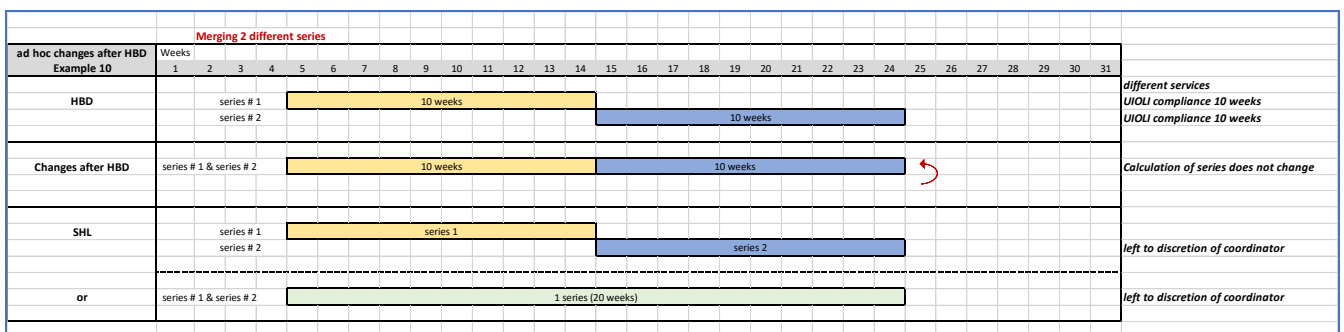 Merging 2 different series
ad hoc changes after HBD Weeks
Example 10 1 2 3 4 5 6 7 8 9 10 11 12 13 14 15 16 17 18 19 20 21 22 23 24 25 26 27 28 29 30 31
different services
HBD series # 1 10 weeks UIOLI compliance 10 weeks
series # 2 10 weeks UIOLI compliance 10 weeks
Changes after HBD series # 1 & series # 2 10 weeks 10 weeks Calculation of series does not change
SHL series # 1 series 1
series # 2 series 2 left to discretion of coordinator
or series # 1 & series # 2 1 series (20 weeks) left to discretion of coordinator